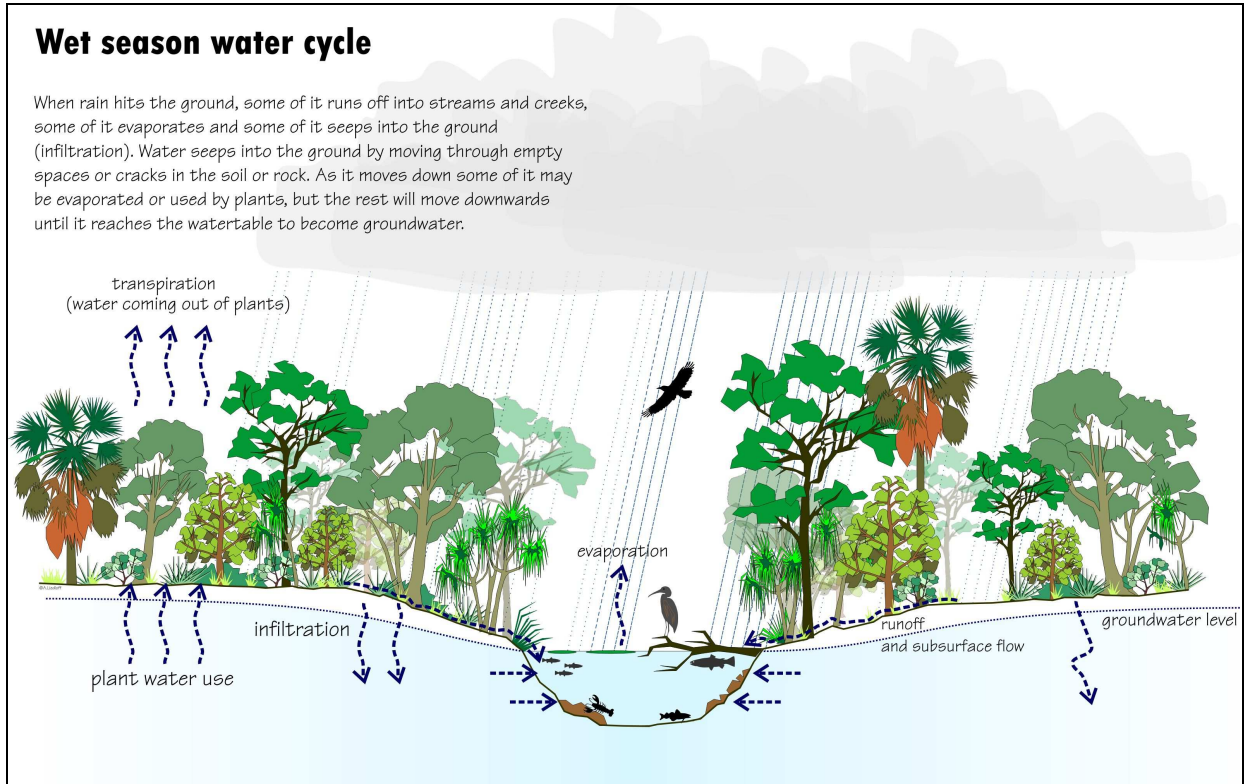 Wet season water cycle
When rain hits the ground, some of it runs off into streams and creeks,
some of it evaporates and some of it seeps into the ground
(infiltration). Water seeps into the ground by moving through empty
spaces or cracks in the soil or rock. As it moves down some of it may
be evaporated or used by plants, but the rest will move downwards
until it reaches the watertable to become groundwater.
transpiration
(water coming out of plants)
evaporation
infiltration
plant water use
runoff
and subsurface flow
groundwater level